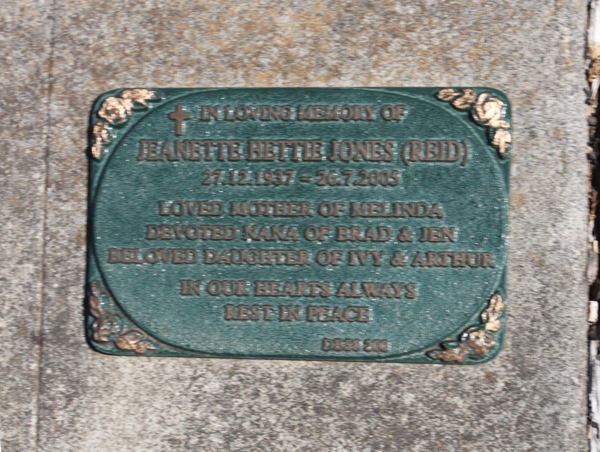 IN LOVING MEMORY OF
JEANETTE HETTIE JONES (REID)
27.12.1937 - 26.7.2005
LOVED MOTHER OF MELINDA
DEVOTED NANA OF BRAD & JEN
BELOVED DAUGHTER OF IVY & ARTHUR
IN OUR HEARTS ALWAYS
REST IN PEACE